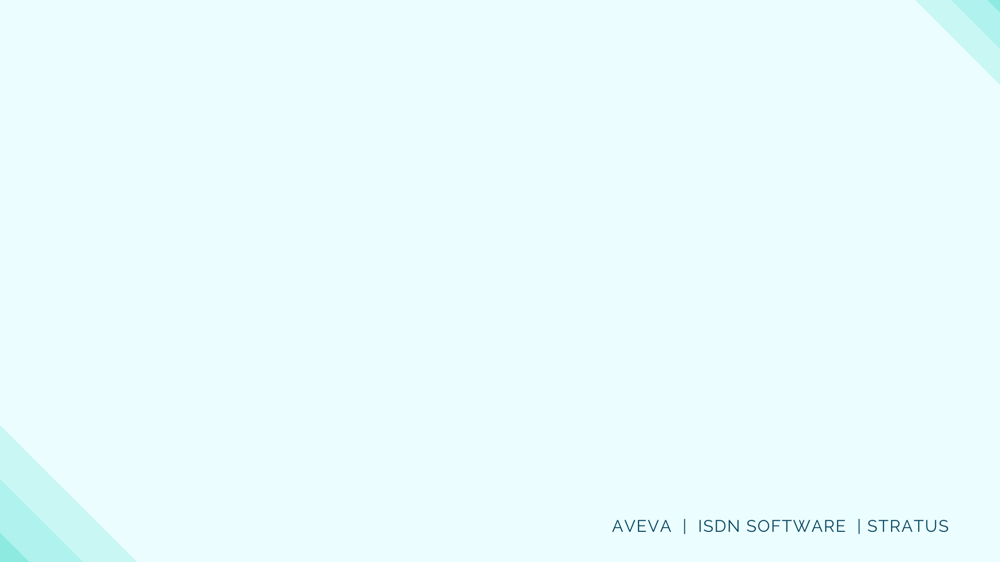 AVEVA | ISDN SOFTWARE | STRATUS